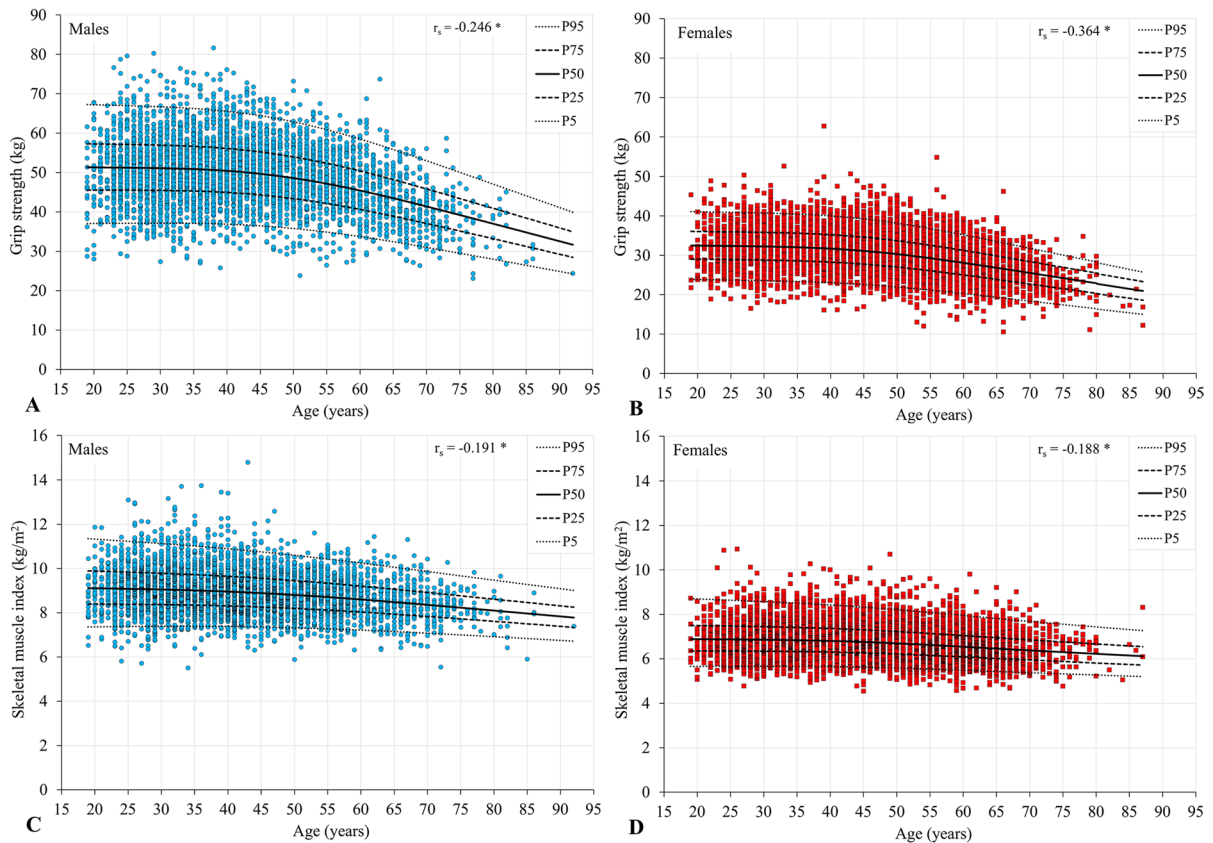 Males
r_s = -0.246 *
P95
P75
P50
P25
P5
Grip strength (kg)
90
80
70
60
50
40
30
20
10
0
15 20 25 30 35 40 45 50 55 60 65 70 75 80 85 90 95
Age (years)
A
Females
r_s = -0.364 *
P95
P75
P50
P25
P5
Grip strength (kg)
90
80
70
60
50
40
30
20
10
0
15 20 25 30 35 40 45 50 55 60 65 70 75 80 85 90 95
Age (years)
B
Males
r_s = -0.191 *
P95
P75
P50
P25
P5
Skeletal muscle index (kg/m²)
16
14
12
10
8
6
4
2
0
15 20 25 30 35 40 45 50 55 60 65 70 75 80 85 90 95
Age (years)
C
Females
r_s = -0.188 *
P95
P75
P50
P25
P5
Skeletal muscle index (kg/m²)
16
14
12
10
8
6
4
2
0
15 20 25 30 35 40 45 50 55 60 65 70 75 80 85 90 95
Age (years)
D